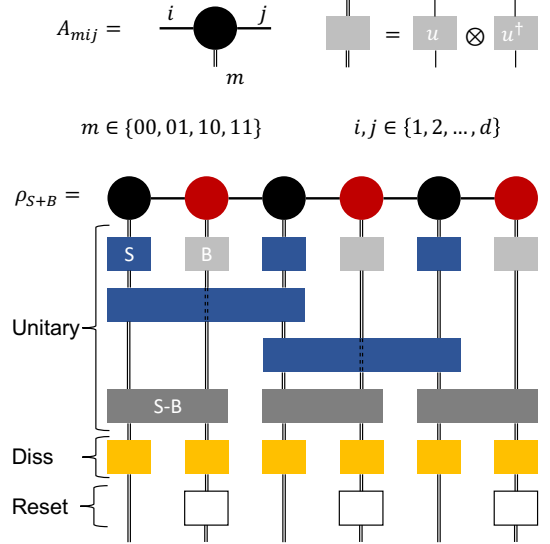 A_{mij} =
i
j
m
= u ⊗ u^†
m ∈ {00, 01, 10, 11}
i, j ∈ {1, 2, ..., d}
ρ_{S+B} =
S
B
Unitary
S-B
Diss
Reset